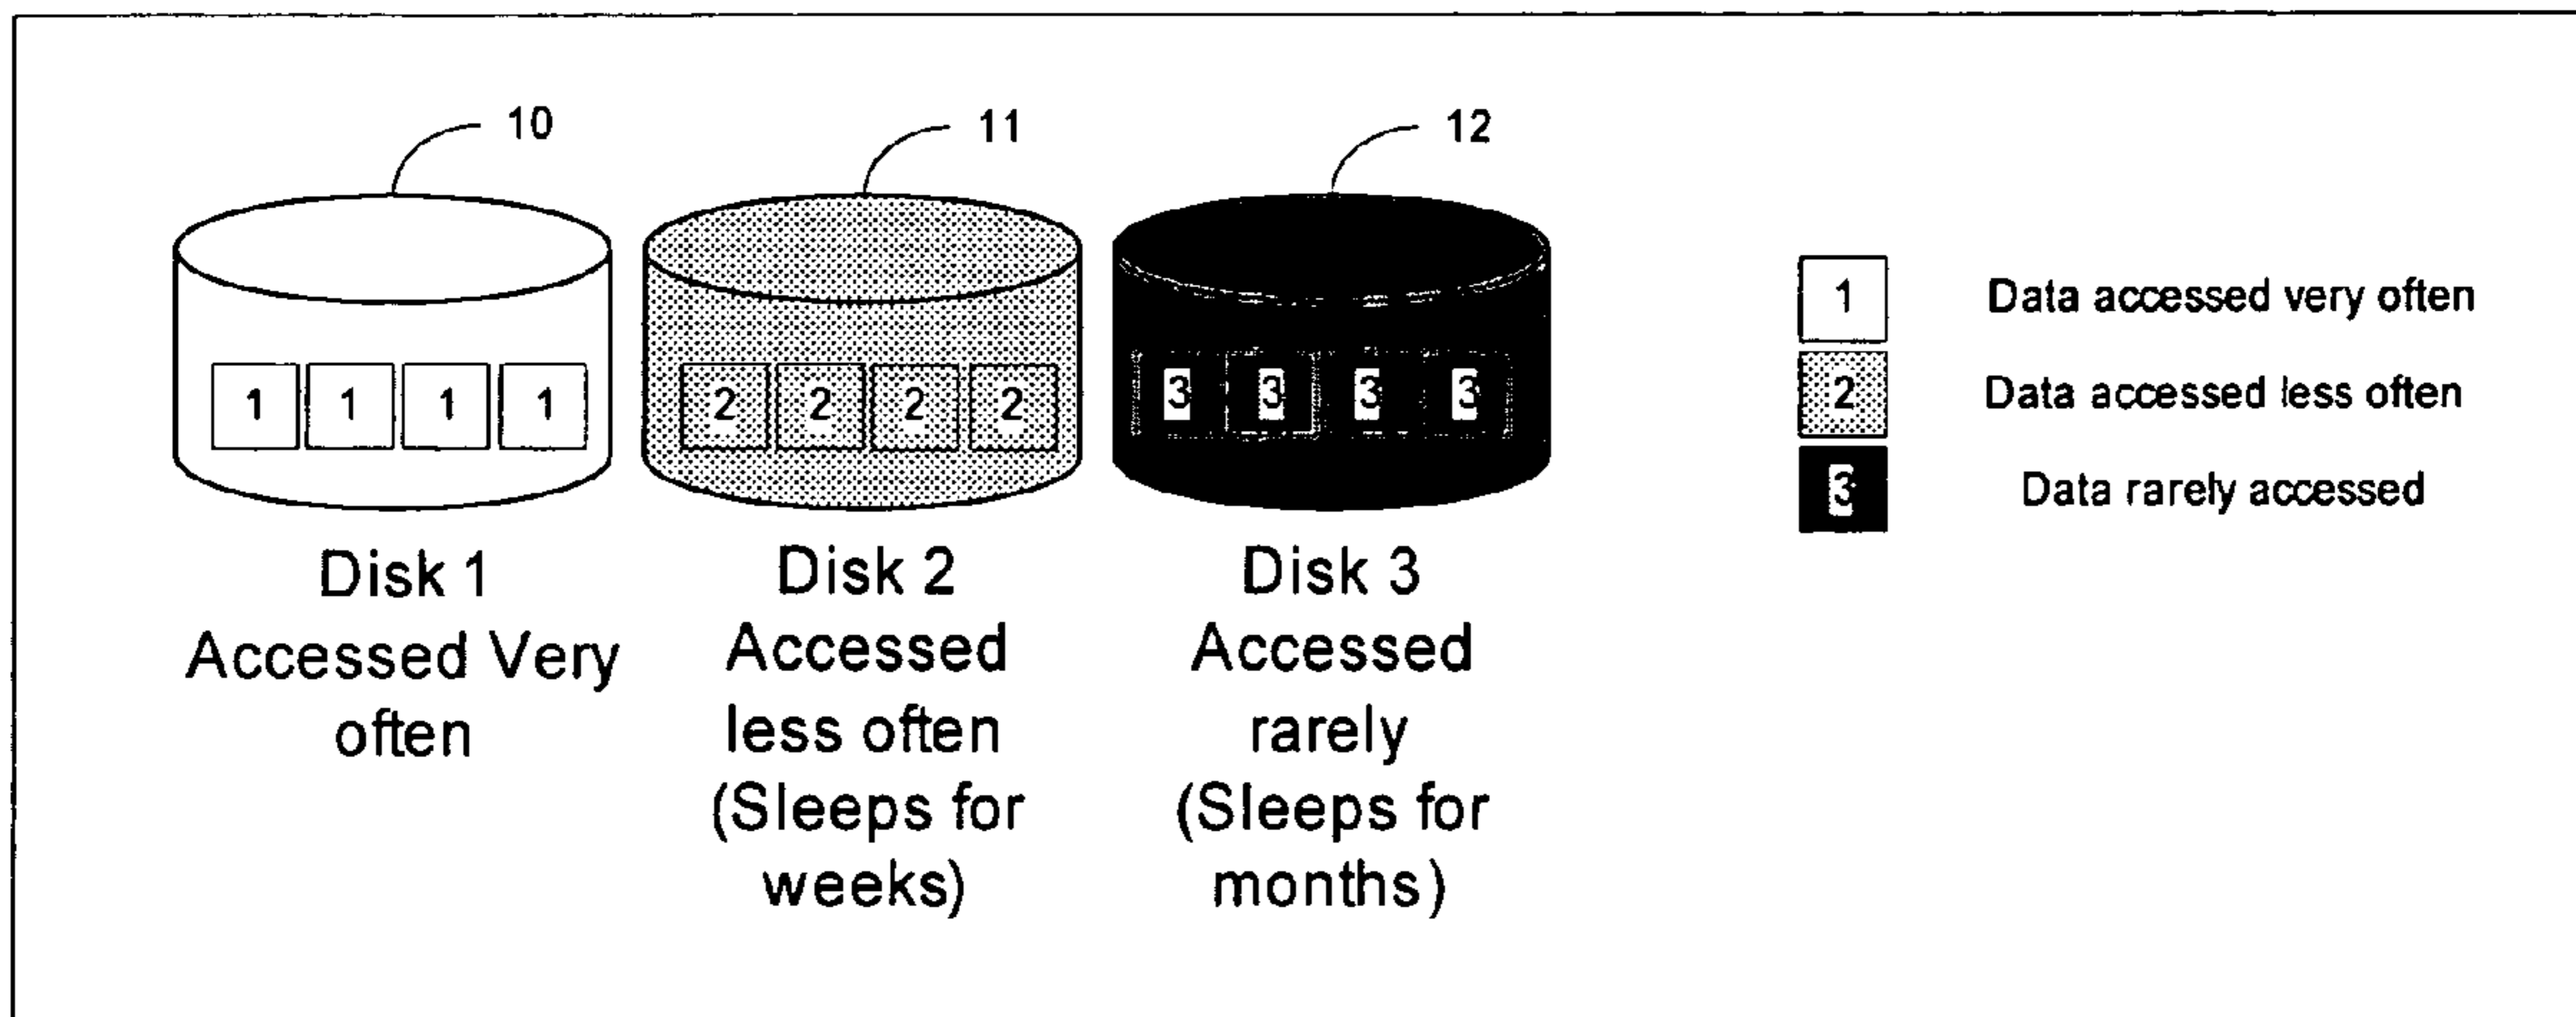 10
11
12
1 1 1 1
2 2 2 2
3 3 3 3
Disk 1
Accessed Very
often
Disk 2
Accessed
less often
(Sleeps for
weeks)
Disk 3
Accessed
rarely
(Sleeps for
months)
1 Data accessed very often
2 Data accessed less often
3 Data rarely accessed